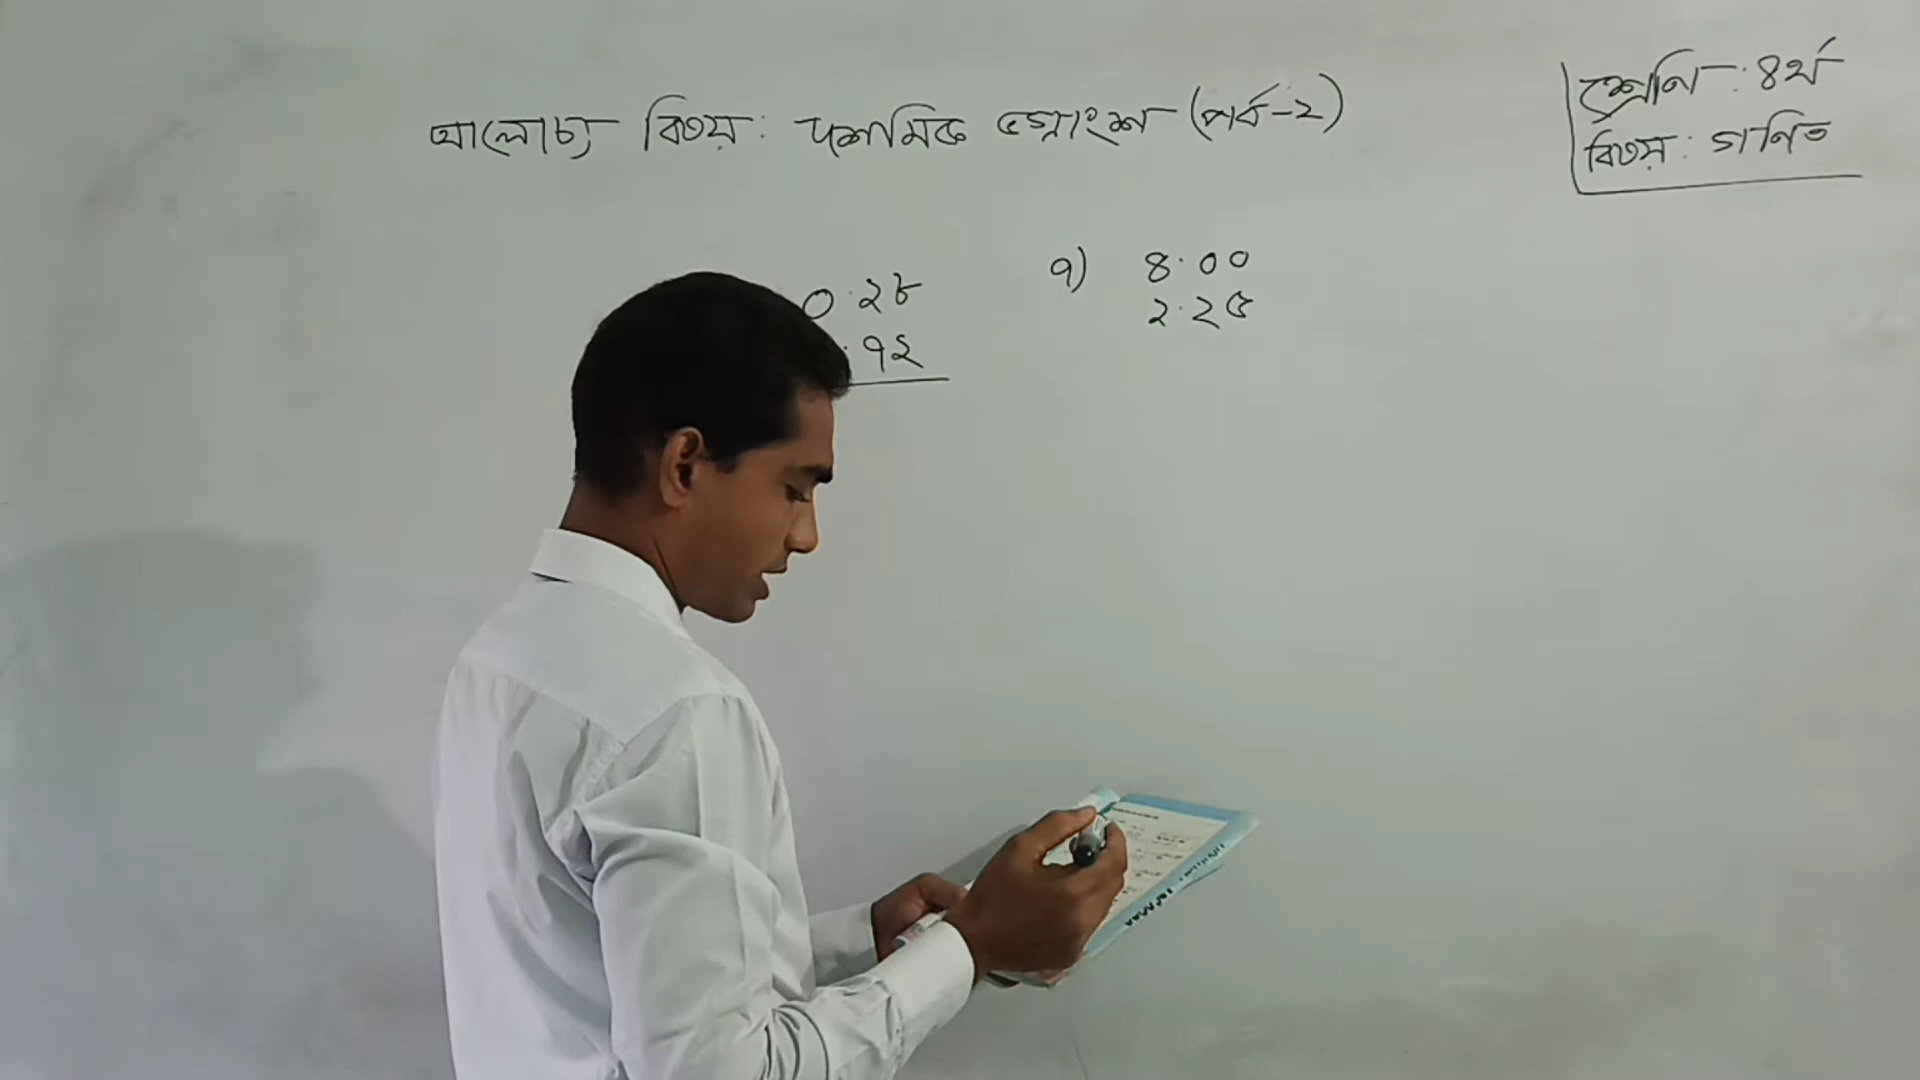 আলোচ্য বিষয়: দশমিক ভগ্নাংশ (পর্ব-২)
শ্রেণি: ৪র্থ
বিষয়: গণিত
০.২৮
.৭২
৭) ৪.০০
২.২৫